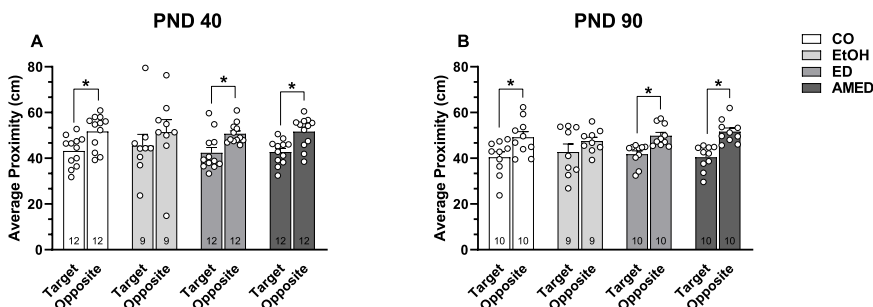 PND 40
PND 90
A
B
CO
EtOH
ED
AMED
Average Proximity (cm)
80
60
40
20
0
* * *
12 12 9 9 12 12 12 12
Target Opposite Target Opposite Target Opposite Target Opposite
Average Proximity (cm)
80
60
40
20
0
* * *
10 10 9 9 10 10 10 10
Target Opposite Target Opposite Target Opposite Target Opposite